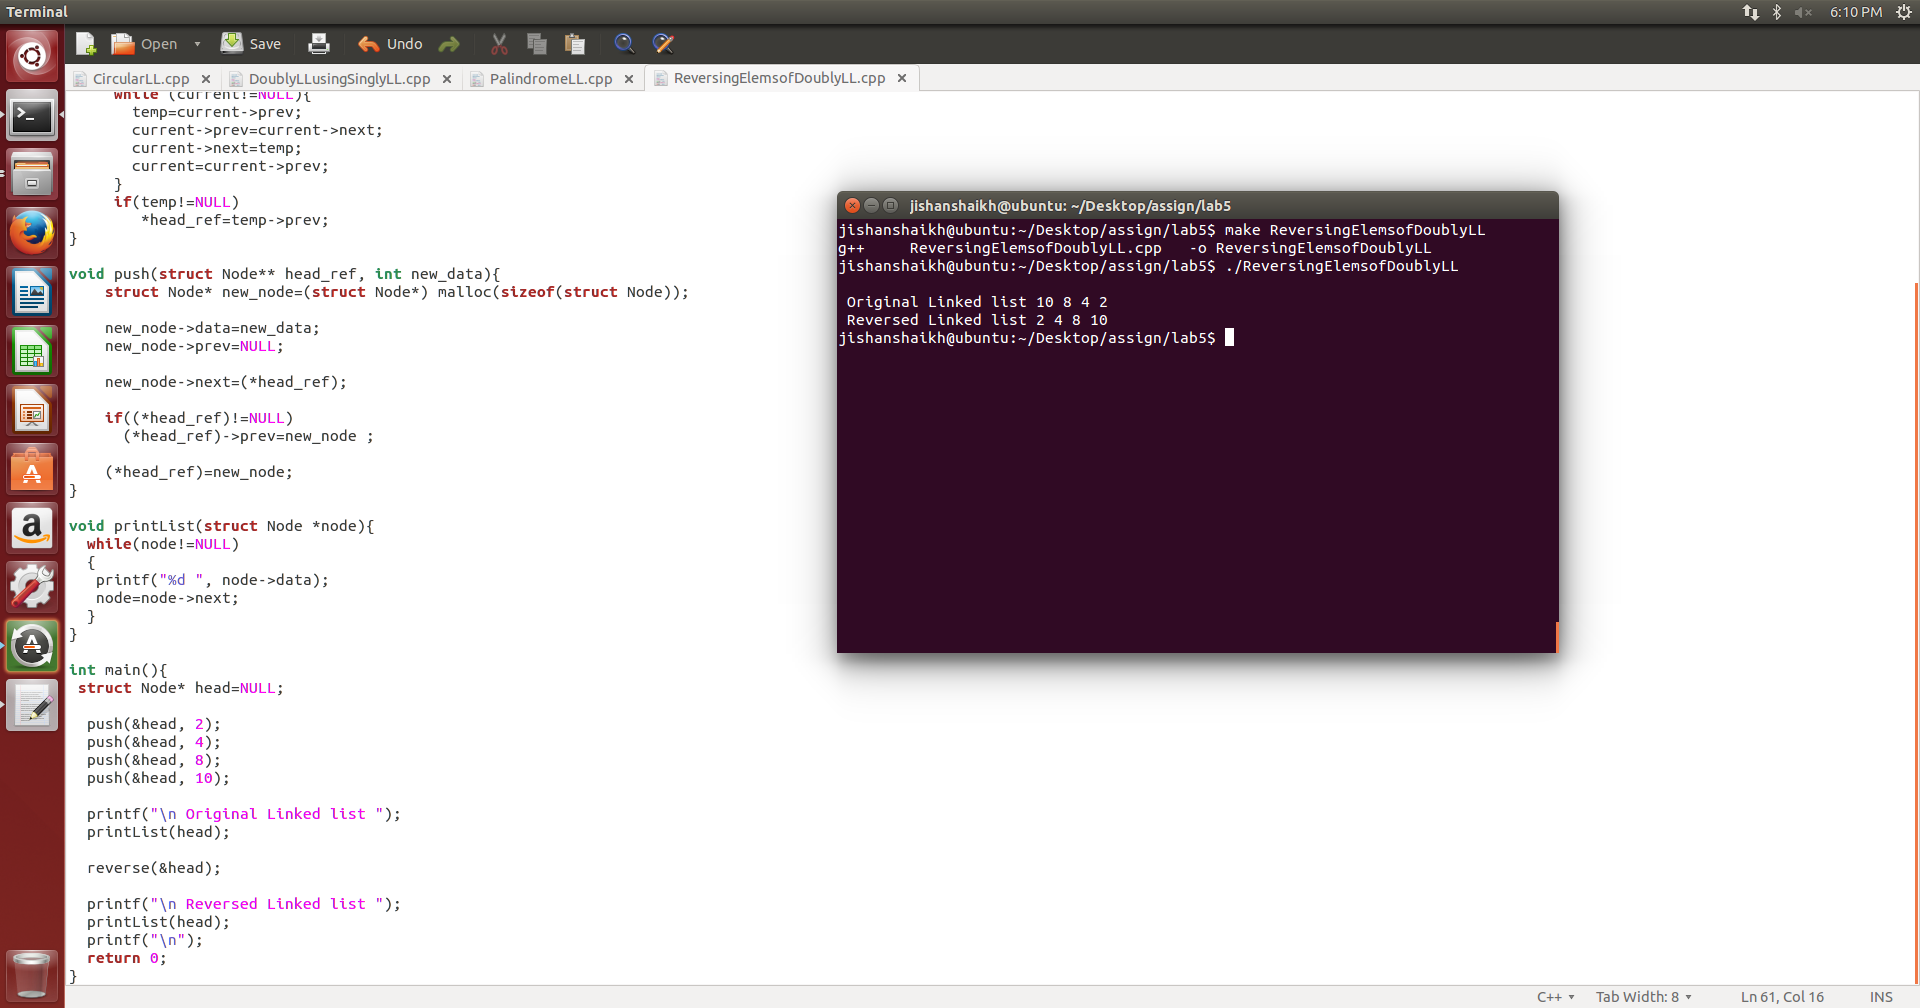 Terminal
6:10 PM
Open
Save
Undo
CircularLL.cpp
DoublyLLusingSinglyLL.cpp
PalindromeLL.cpp
ReversingElemsofDoublyLL.cpp
while (current!=NULL){
temp=current->prev;
current->prev=current->next;
current->next=temp;
current=current->prev;
}
if(temp!=NULL)
*head_ref=temp->prev;
}
void push(struct Node** head_ref, int new_data){
struct Node* new_node=(struct Node*) malloc(sizeof(struct Node));
new_node->data=new_data;
new_node->prev=NULL;
new_node->next=(*head_ref);
if((*head_ref)!=NULL)
(*head_ref)->prev=new_node ;
(*head_ref)=new_node;
}
void printList(struct Node *node){
while(node!=NULL)
{
printf("%d ", node->data);
node=node->next;
}
}
int main(){
struct Node* head=NULL;
push(&head, 2);
push(&head, 4);
push(&head, 8);
push(&head, 10);
printf("\n Original Linked list ");
printList(head);
reverse(&head);
printf("\n Reversed Linked list ");
printList(head);
printf("\n");
return 0;
}
jishanshaikh@ubuntu: ~/Desktop/assign/lab5
jishanshaikh@ubuntu:~/Desktop/assign/lab5$ make ReversingElemsofDoublyLL
g++     ReversingElemsofDoublyLL.cpp   -o ReversingElemsofDoublyLL
jishanshaikh@ubuntu:~/Desktop/assign/lab5$ ./ReversingElemsofDoublyLL
Original Linked list 10 8 4 2
Reversed Linked list 2 4 8 10
jishanshaikh@ubuntu:~/Desktop/assign/lab5$
C++
Tab Width: 8
Ln 61, Col 16
INS